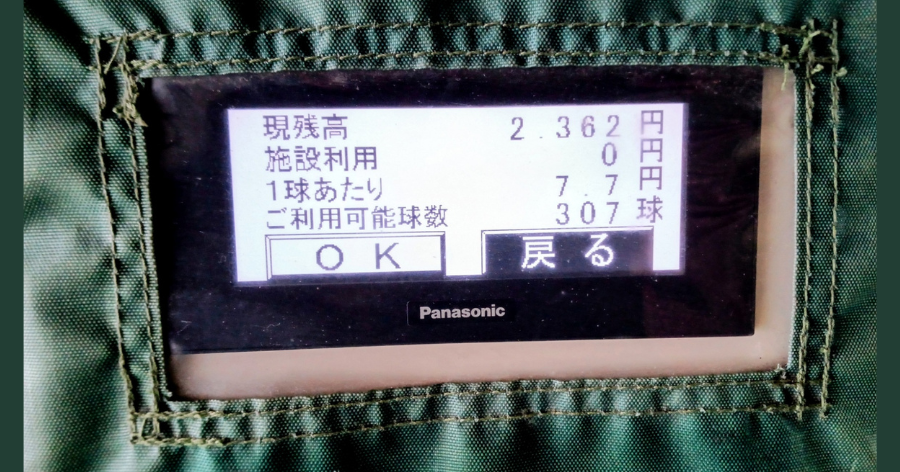 現残高 2.362 円
施設利用 0 円
1球あたり 7.7 円
ご利用可能球数 307 球
OK 戻る
Panasonic